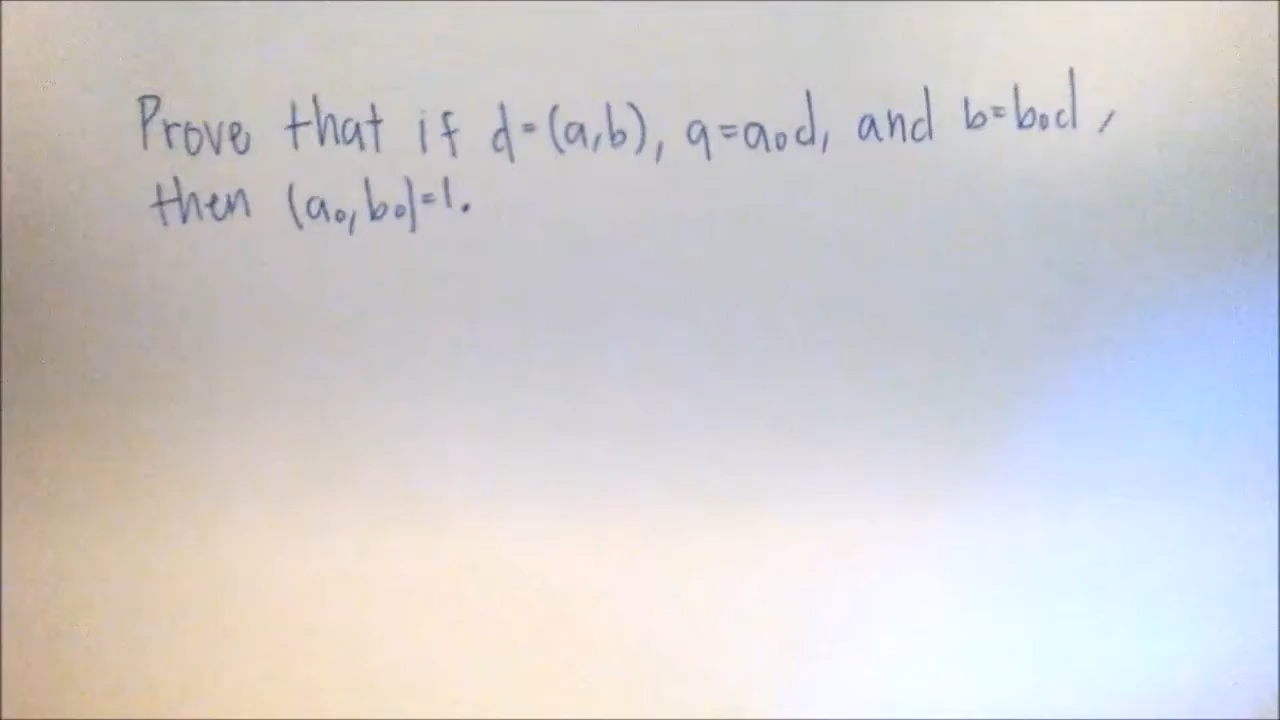 Prove that if d=(a,b), a=a₀d, and b=b₀d,
then (a₀,b₀)=1.